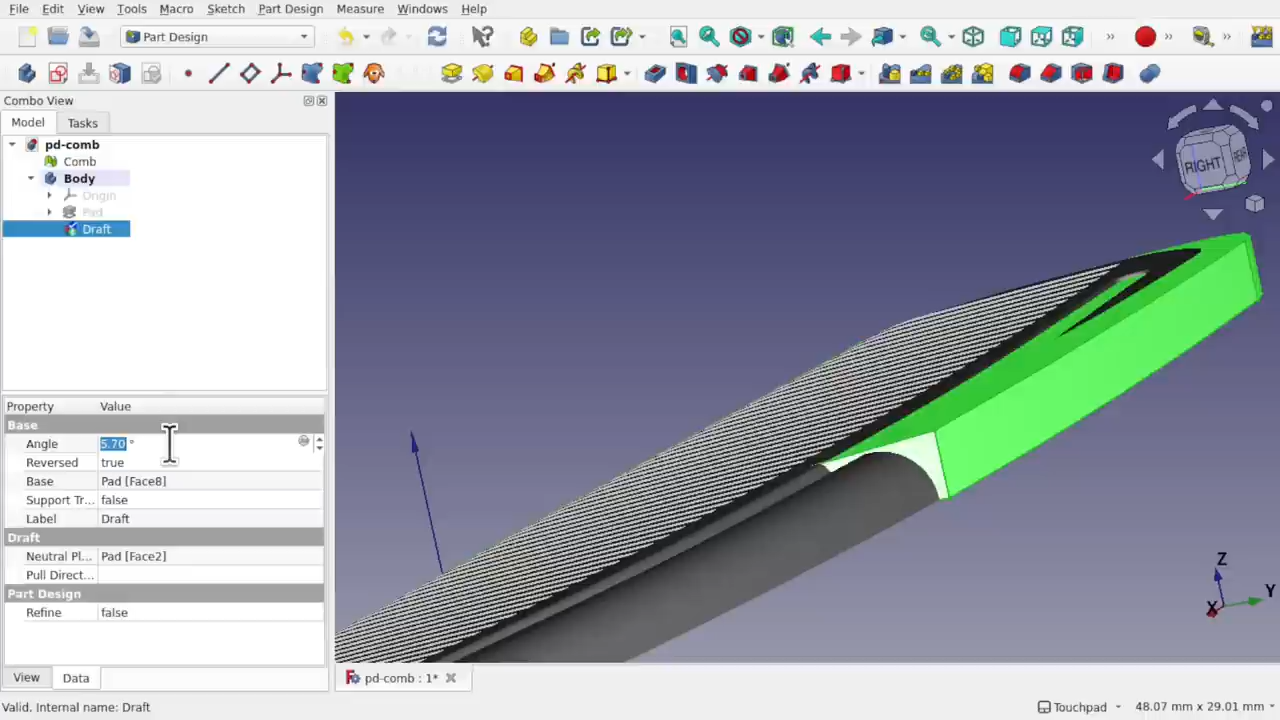 File Edit View Tools Macro Sketch Part Design Measure Windows Help
Part Design
Combo View
Model Tasks
pd-comb
Comb
Body
Origin
Pad
Draft
Property Value
Base
Angle 5.70 °
Reversed true
Base Pad [Face8]
Support Tr... false
Label Draft
Draft
Neutral Pl... Pad [Face2]
Pull Direct...
Part Design
Refine false
View Data
RIGHT
REAR
Z
Y
X
pd-comb : 1*
Valid, Internal name: Draft
Touchpad 48.07 mm x 29.01 mm